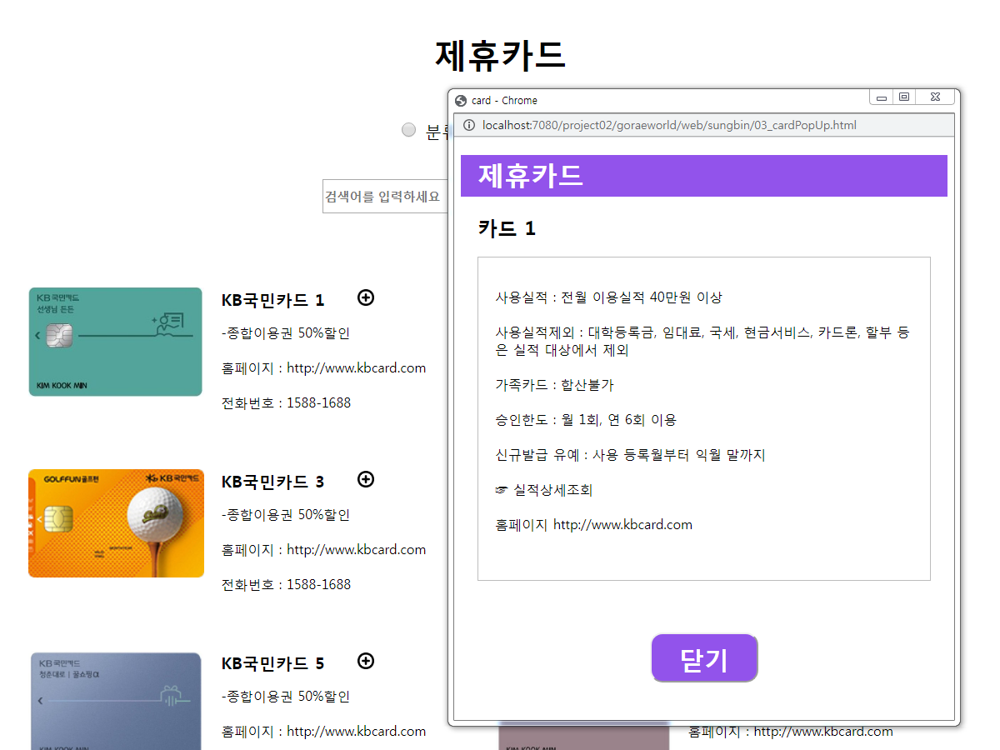 제휴카드
분류
검색어를 입력하세요
KB국민카드
선생님 든든
KIM KOOK MIN
KB국민카드 1
-종합이용권 50%할인
홈페이지 : http://www.kbcard.com
전화번호 : 1588-1688
GOLFFUN골프펀
KB국민카드
KB국민카드 3
-종합이용권 50%할인
홈페이지 : http://www.kbcard.com
전화번호 : 1588-1688
KB국민카드
청춘대로 | 꿀쇼핑α
KIM KOOK MIN
KB국민카드 5
-종합이용권 50%할인
홈페이지 : http://www.kbcard.com
card - Chrome
localhost:7080/project02/goraeworld/web/sungbin/03_cardPopUp.html
제휴카드
카드 1
사용실적 : 전월 이용실적 40만원 이상
사용실적제외 : 대학등록금, 임대료, 국세, 현금서비스, 카드론, 할부 등
은 실적 대상에서 제외
가족카드 : 합산불가
승인한도 : 월 1회, 연 6회 이용
신규발급 유예 : 사용 등록월부터 익월 말까지
☞ 실적상세조회
홈페이지 http://www.kbcard.com
닫기
KIM KOOK MIN
홈페이지 : http://www.kbcard.com